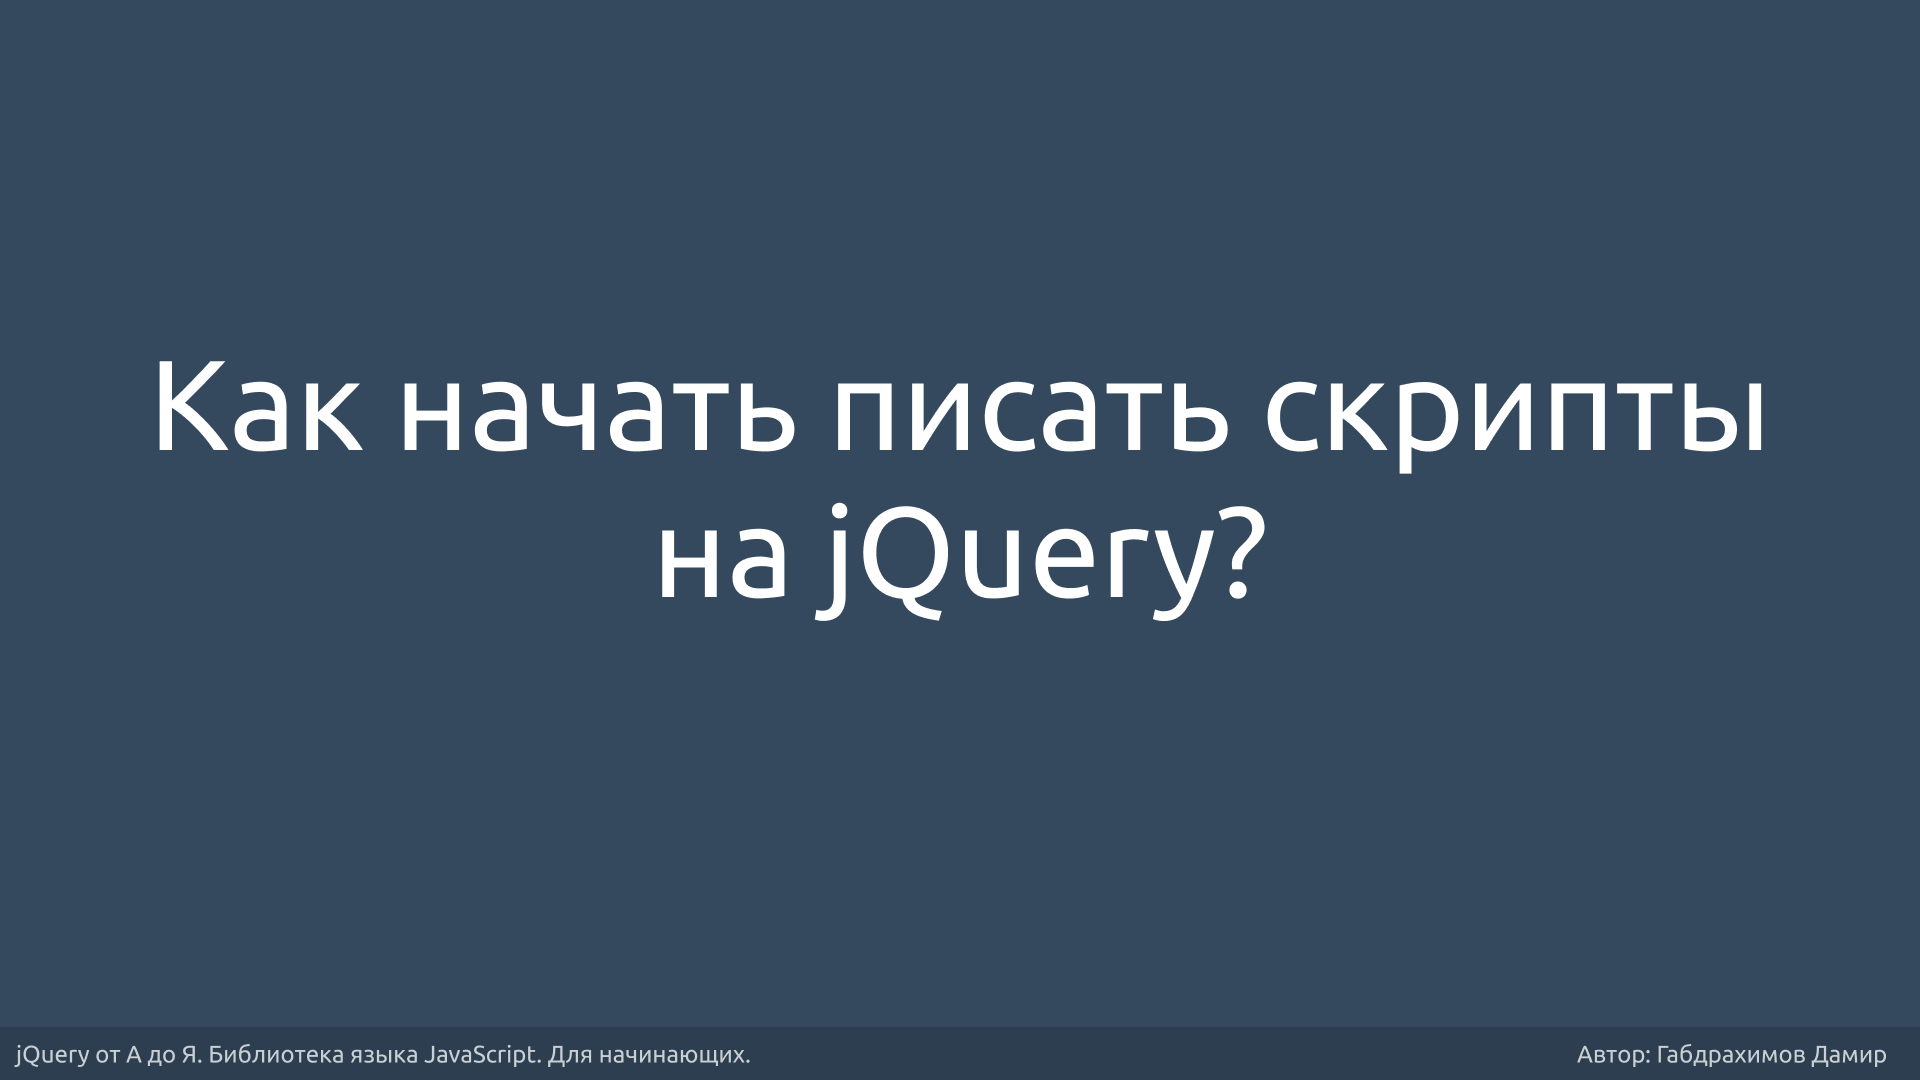 Как начать писать скрипты
на jQuery?
jQuery от А до Я. Библиотека языка JavaScript. Для начинающих.
Автор: Габдрахимов Дамир